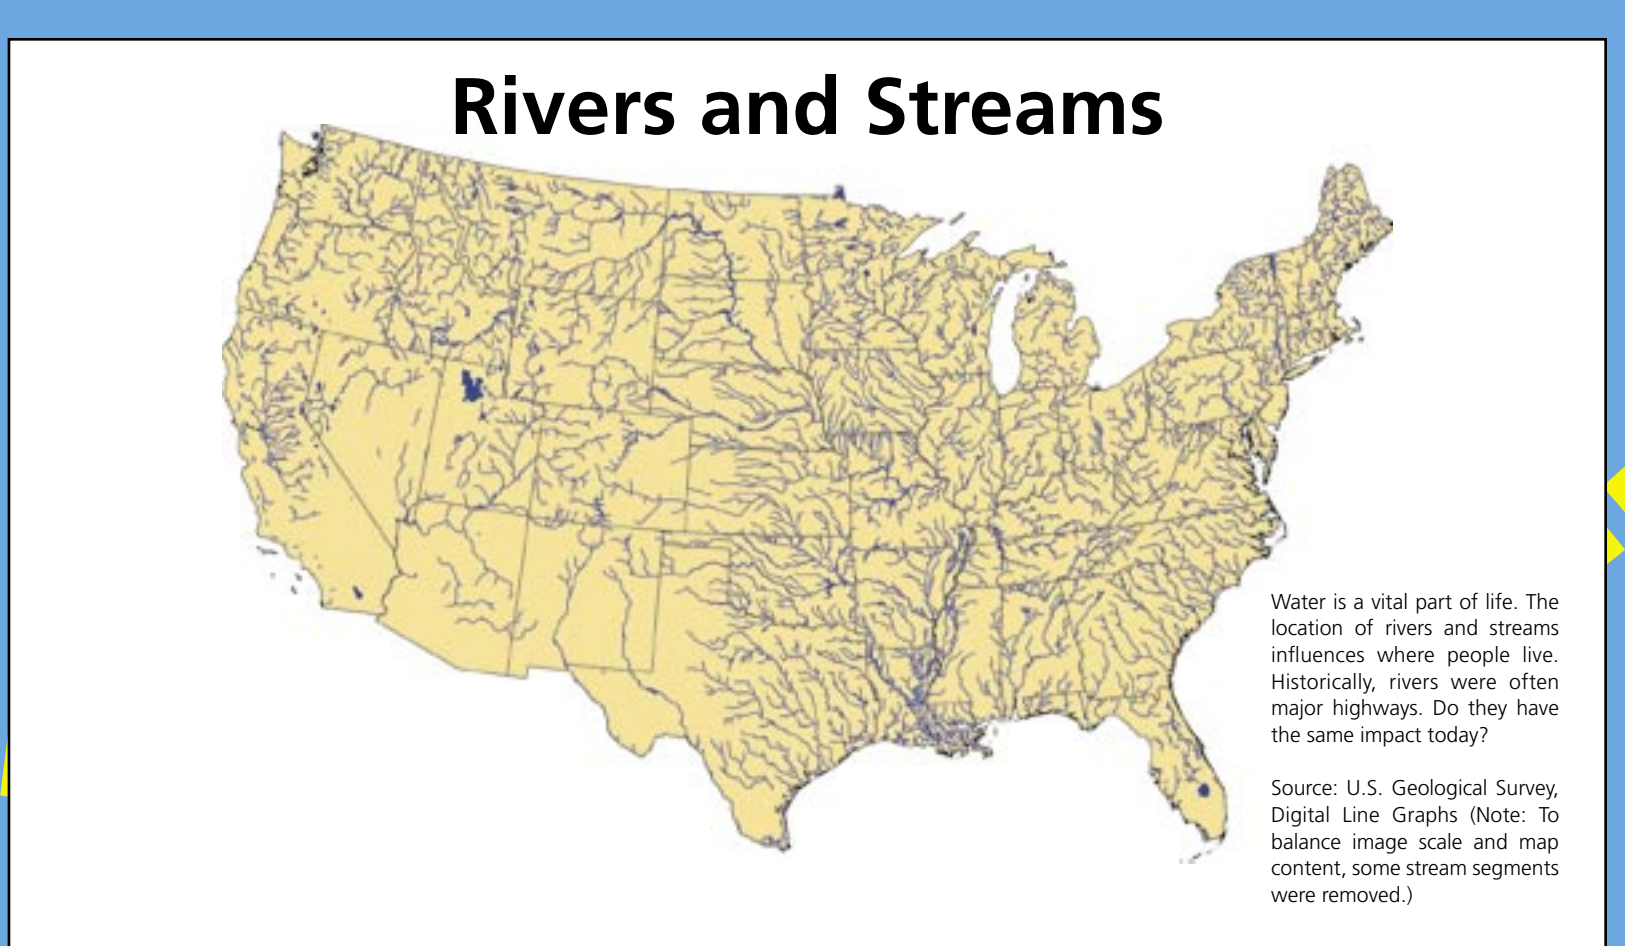 Rivers and Streams
Water is a vital part of life. The
location of rivers and streams
influences where people live.
Historically, rivers were often
major highways. Do they have
the same impact today?
Source: U.S. Geological Survey,
Digital Line Graphs (Note: To
balance image scale and map
content, some stream segments
were removed.)